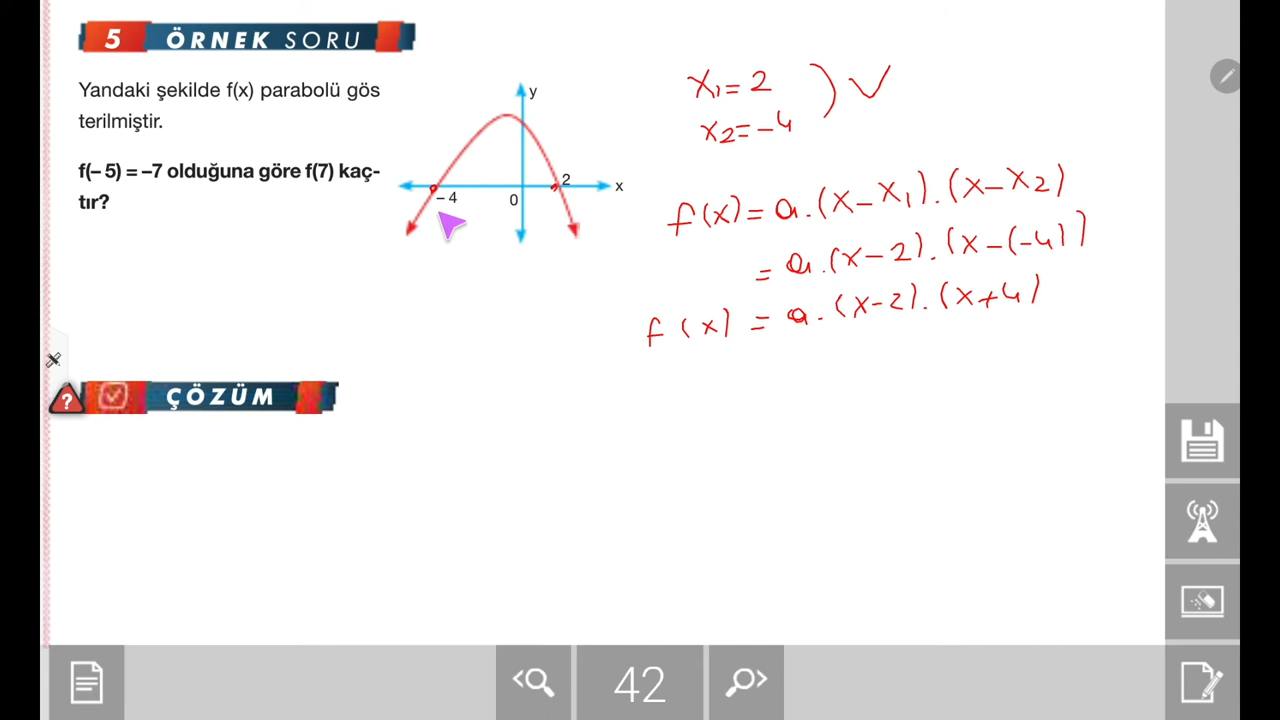 5 ÖRNEK SORU
Yandaki şekilde f(x) parabolü gös
terilmiştir.
f(– 5) = –7 olduğuna göre f(7) kaç-
tır?
y
2
x
– 4
0
x₁ = 2
x₂ = -4
f(x) = a.(x-x₁).(x-x₂)
= a.(x-2).(x-(-4))
f(x) = a.(x-2).(x+4)
?
ÇÖZÜM
42